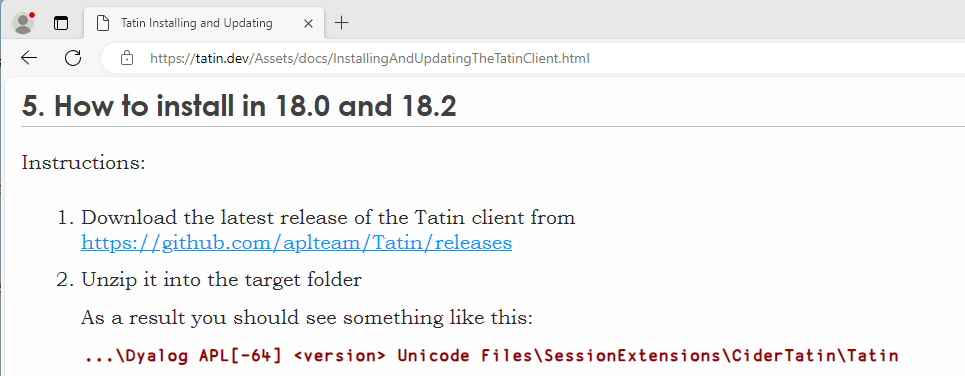 Tatin Installing and Updating
https://tatin.dev/Assets/docs/InstallingAndUpdatingTheTatinClient.html
5. How to install in 18.0 and 18.2
Instructions:
1. Download the latest release of the Tatin client from
https://github.com/aplteam/Tatin/releases
2. Unzip it into the target folder
As a result you should see something like this:
...\Dyalog APL[-64] <version> Unicode Files\SessionExtensions\CiderTatin\Tatin